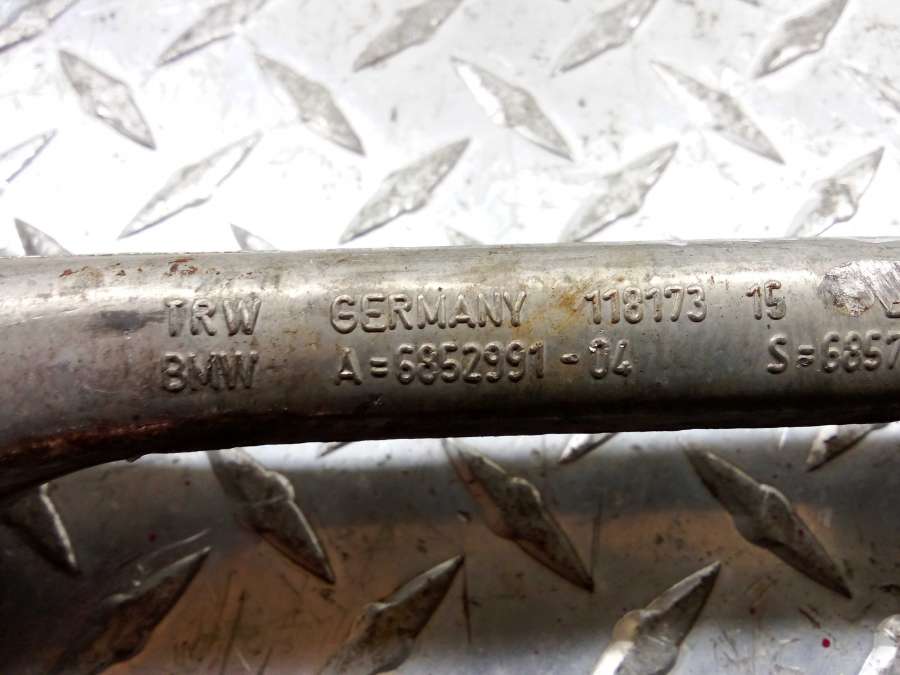 TRW GERMANY 118173 15
BMW A=6852991-04 S=6857